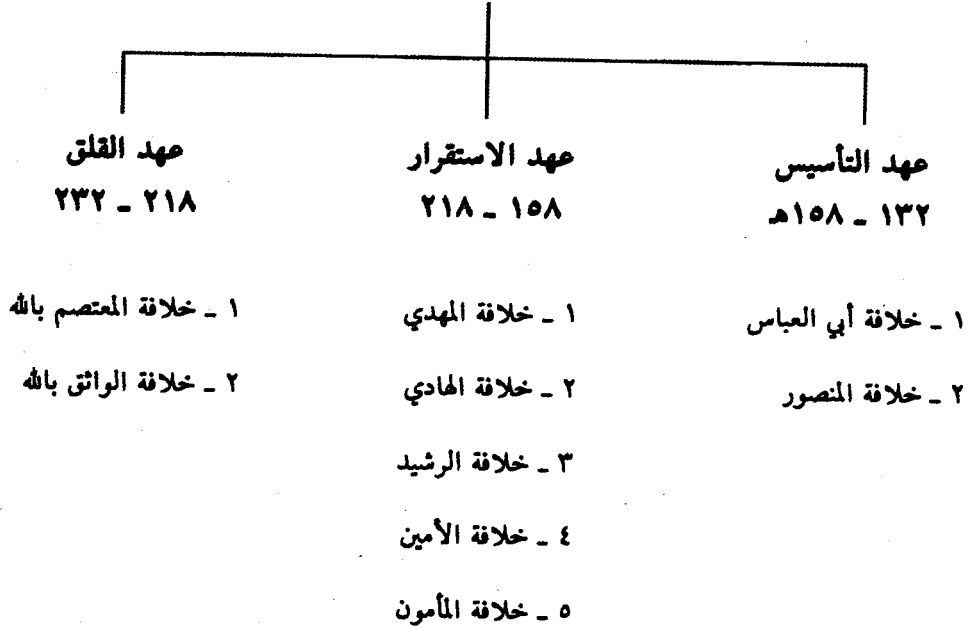 عهد التأسيس
١٣٢ ـ ١٥٨هـ
١ ـ خلافة أبي العباس
٢ ـ خلافة المنصور
عهد الاستقرار
١٥٨ ـ ٢١٨
١ ـ خلافة المهدي
٢ ـ خلافة الهادي
٣ ـ خلافة الرشيد
٤ ـ خلافة الأمين
٥ ـ خلافة المأمون
عهد القلق
٢١٨ ـ ٢٣٢
١ ـ خلافة المعتصم بالله
٢ ـ خلافة الواثق بالله